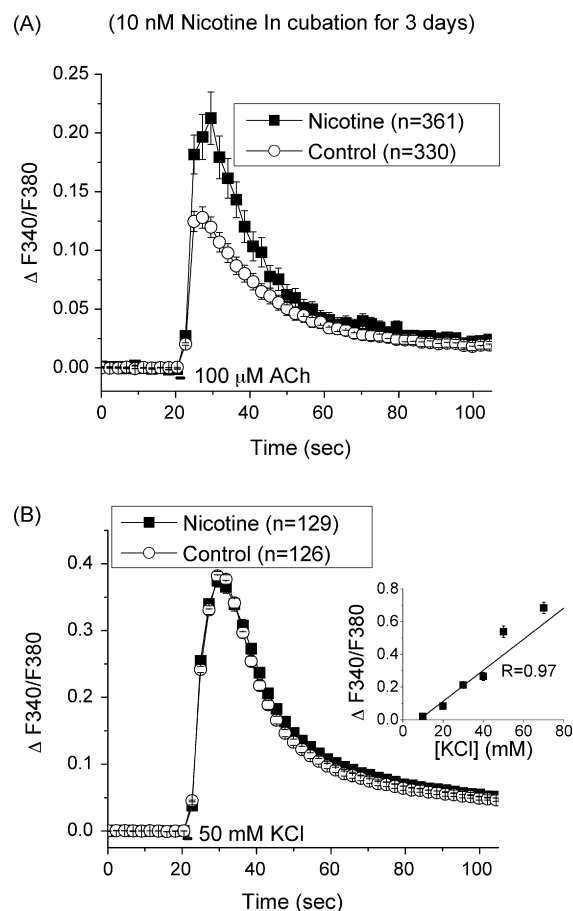 (A)
(10 nM Nicotine In cubation for 3 days)
0.25
0.20
0.15
0.10
0.05
0.00
Δ F340/F380
Nicotine (n=361)
Control (n=330)
100 μM ACh
0 20 40 60 80 100
Time (sec)
(B)
Nicotine (n=129)
Control (n=126)
0.4
0.3
0.2
0.1
0.0
Δ F340/F380
0.8
0.6
0.4
0.2
0.0
Δ F340/F380
R=0.97
0 20 40 60 80
[KCl] (mM)
50 mM KCl
0 20 40 60 80 100
Time (sec)